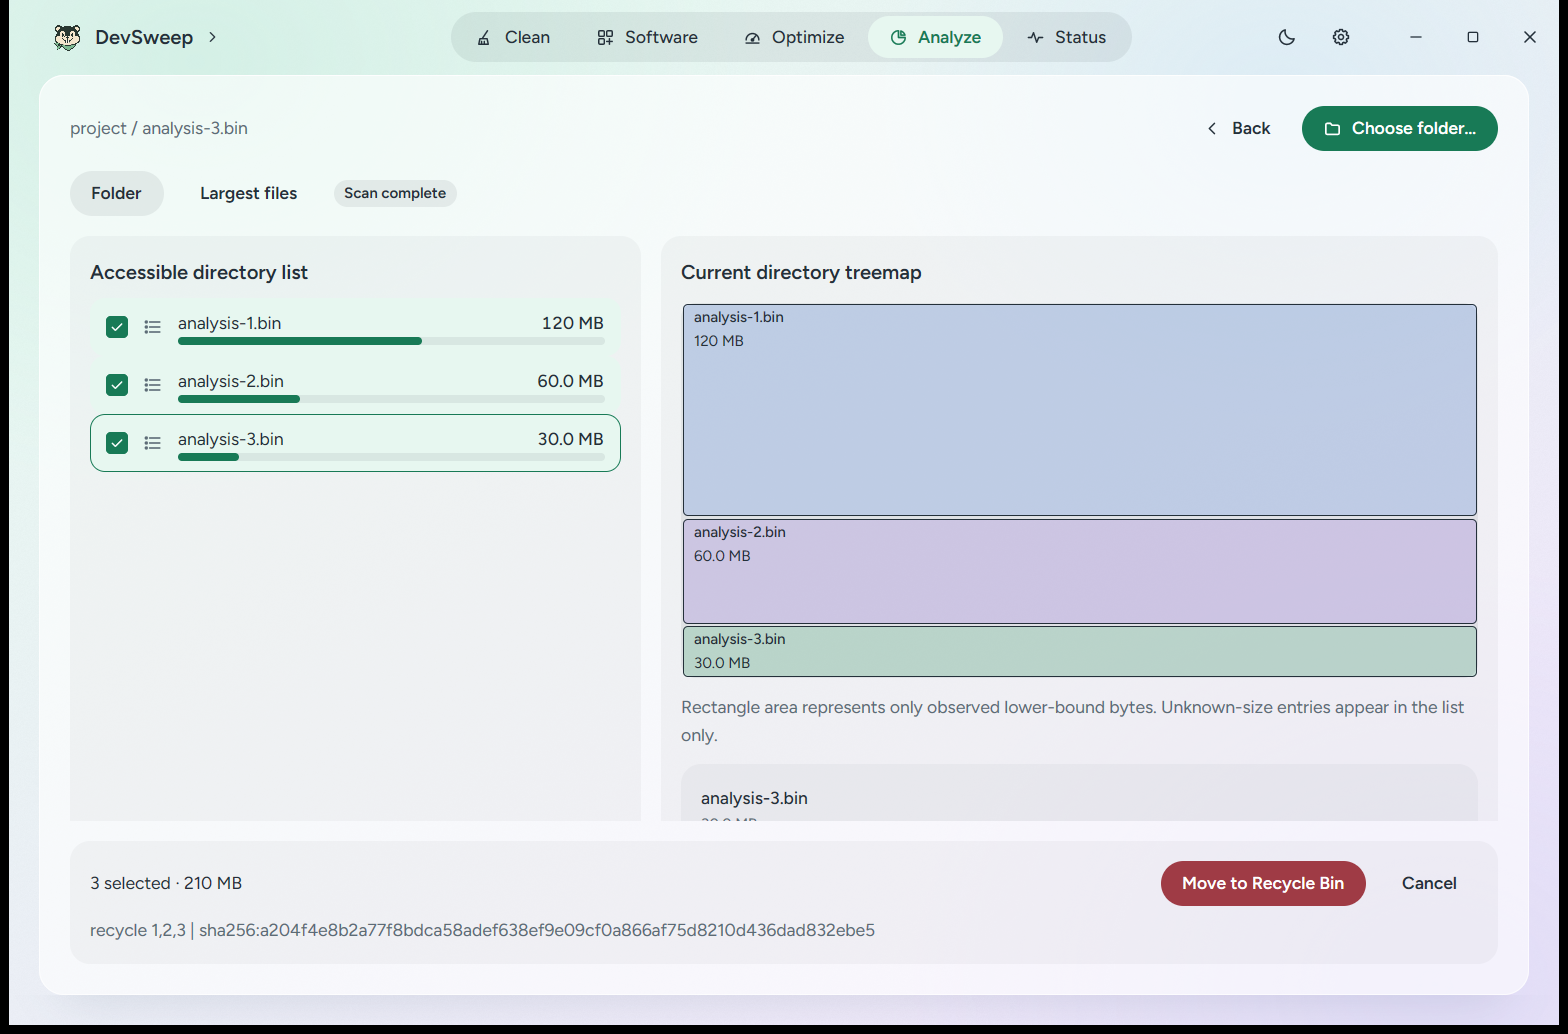 DevSweep
Clean
Software
Optimize
Analyze
Status
project / analysis-3.bin
Back
Choose folder...
Folder
Largest files
Scan complete
Accessible directory list
analysis-1.bin 120 MB
analysis-2.bin 60.0 MB
analysis-3.bin 30.0 MB
Current directory treemap
analysis-1.bin
120 MB
analysis-2.bin
60.0 MB
analysis-3.bin
30.0 MB
Rectangle area represents only observed lower-bound bytes. Unknown-size entries appear in the list
only.
analysis-3.bin
3 selected · 210 MB
Move to Recycle Bin
Cancel
recycle 1,2,3 | sha256:a204f4e8b2a77f8bdca58adef638ef9e09cf0a866af75d8210d436dad832ebe5